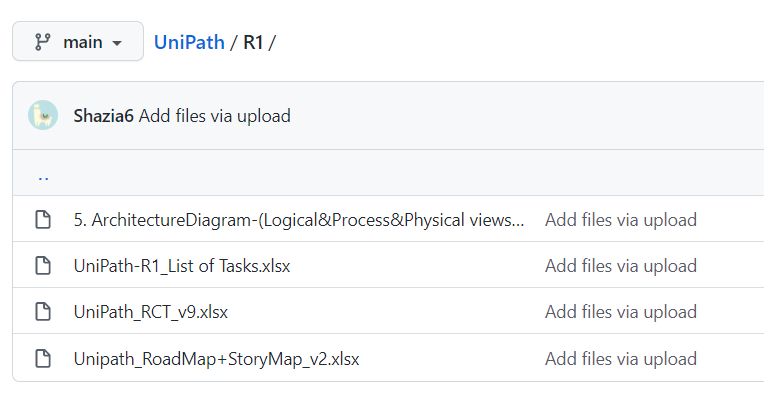 main
UniPath / R1 /
Shazia6 Add files via upload
..
5. ArchitectureDiagram-(Logical&Process&Physical views... Add files via upload
UniPath-R1_List of Tasks.xlsx Add files via upload
UniPath_RCT_v9.xlsx Add files via upload
Unipath_RoadMap+StoryMap_v2.xlsx Add files via upload